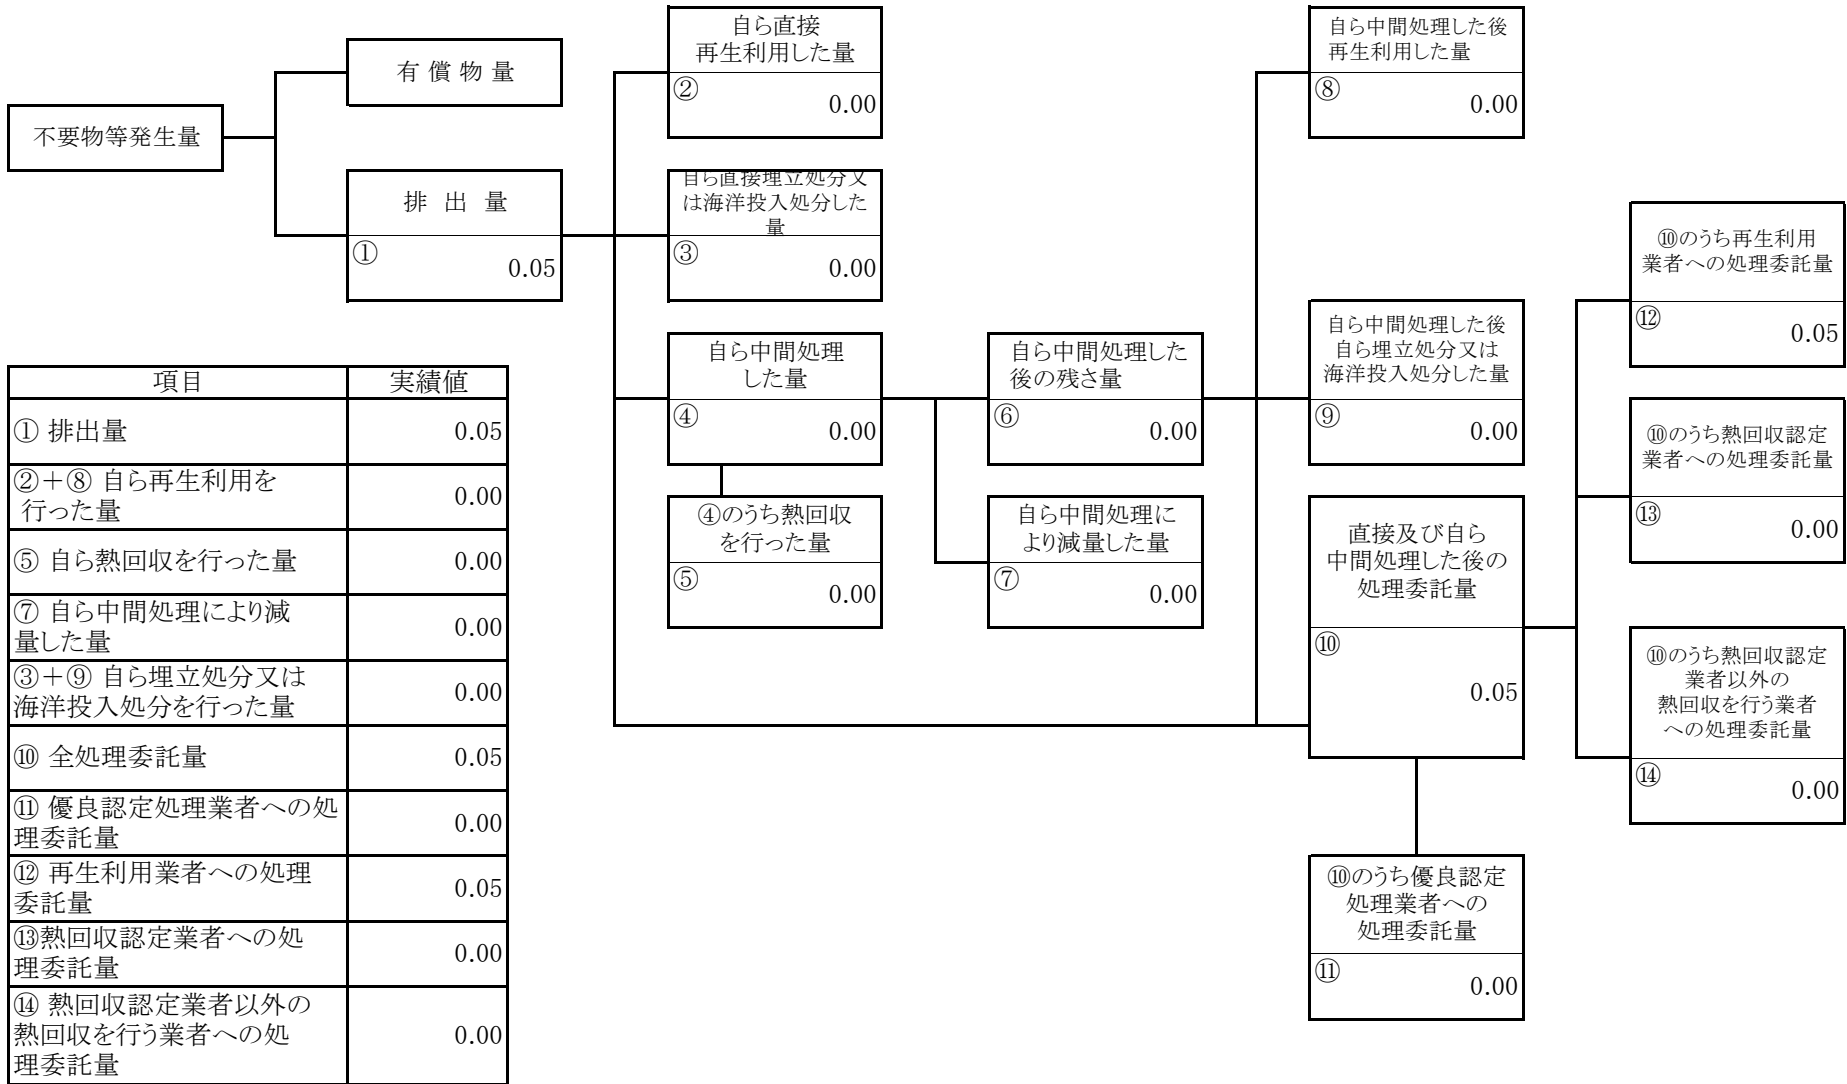 不要物等発生量
有償物量
排出量
①
0.05
自ら直接
再生利用した量
②
0.00
自ら直接埋立処分又
は海洋投入処分した
量
③
0.00
自ら中間処理
した量
④
0.00
④のうち熱回収
を行った量
⑤
0.00
自ら中間処理した
後の残さ量
⑥
0.00
自ら中間処理に
より減量した量
⑦
0.00
自ら中間処理した後
再生利用した量
⑧
0.00
自ら中間処理した後
自ら埋立処分又は
海洋投入処分した量
⑨
0.00
直接及び自ら
中間処理した後の
処理委託量
⑩
0.05
⑩のうち優良認定
処理業者への
処理委託量
⑪
0.00
⑩のうち再生利用
業者への処理委託量
⑫
0.05
⑩のうち熱回収認定
業者への処理委託量
⑬
0.00
⑩のうち熱回収認定
業者以外の
熱回収を行う業者
への処理委託量
⑭
0.00
項目 実績値
① 排出量 0.05
②+⑧ 自ら再生利用を
行った量 0.00
⑤ 自ら熱回収を行った量 0.00
⑦ 自ら中間処理により減
量した量 0.00
③+⑨ 自ら埋立処分又は
海洋投入処分を行った量 0.00
⑩ 全処理委託量 0.05
⑪ 優良認定処理業者への処
理委託量 0.00
⑫ 再生利用業者への処理
委託量 0.05
⑬熱回収認定業者への処
理委託量 0.00
⑭ 熱回収認定業者以外の
熱回収を行う業者への処
理委託量 0.00